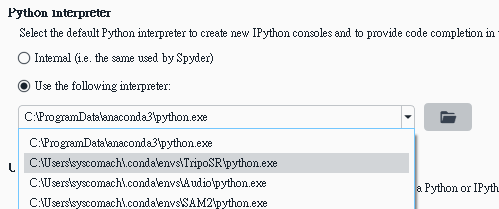 Python interpreter
Select the default Python interpreter to create new IPython consoles and to provide code completion in
Internal (i.e. the same used by Spyder)
Use the following interpreter:
C:\ProgramData\anaconda3\python.exe
C:\ProgramData\anaconda3\python.exe
C:\Users\syscomach\.conda\envs\TripoSR\python.exe
C:\Users\syscomach\.conda\envs\Audio\python.exe
a Python or IPyth
C:\Users\syscomach\.conda\envs\SAM2\python.exe